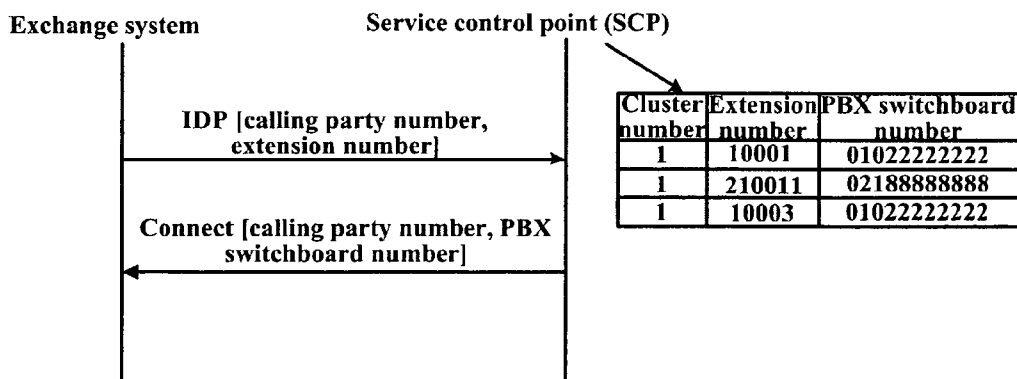 Exchange system
Service control point (SCP)
IDP [calling party number,
extension number]
Connect [calling party number, PBX
switchboard number]
Cluster number Extension number PBX switchboard number
1 10001 01022222222
1 210011 02188888888
1 10003 01022222222